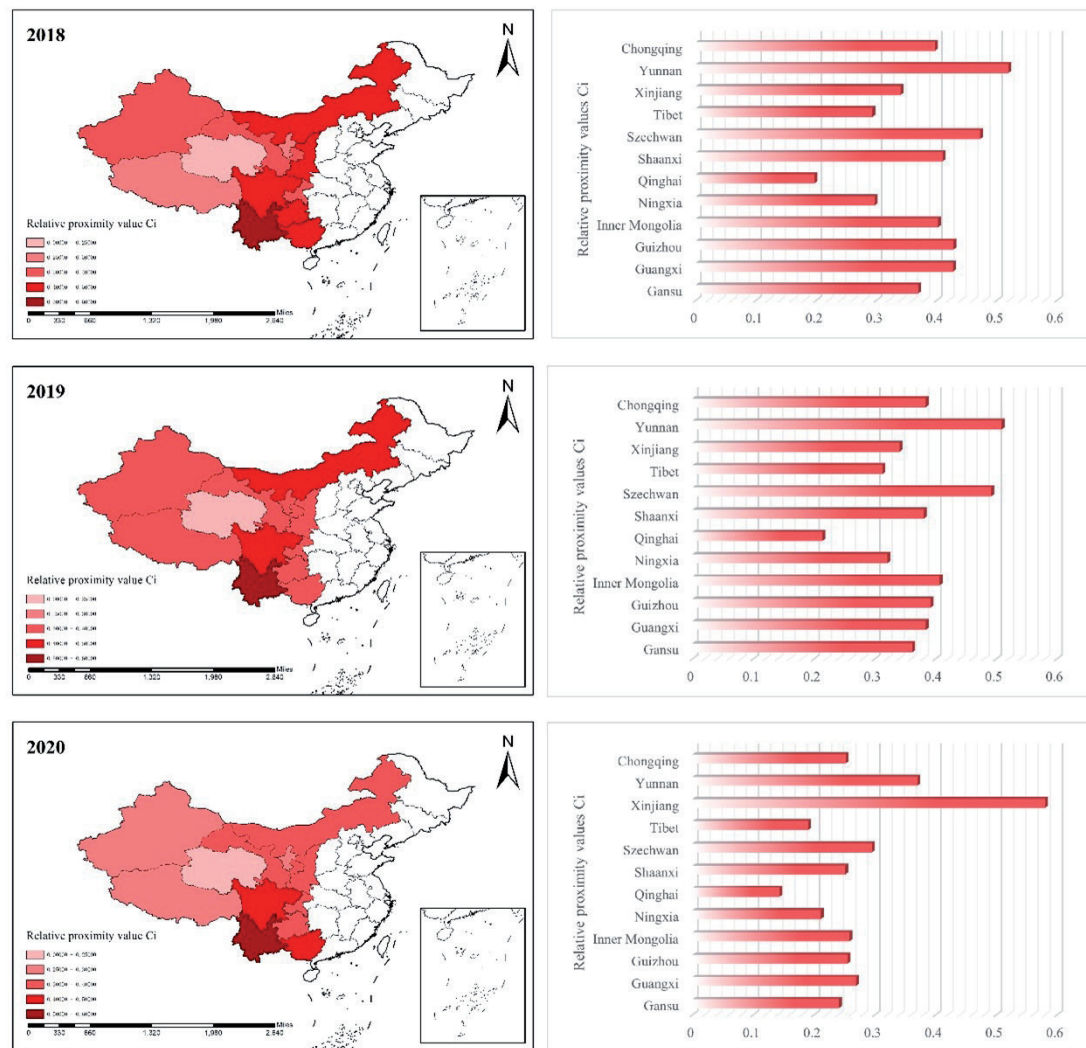 2018
N
Relative proximity value Ci
Miles
0 330 660 1,320 1,980 2,640
Relative proximity values Ci
Chongqing
Yunnan
Xinjiang
Tibet
Szechwan
Shaanxi
Qinghai
Ningxia
Inner Mongolia
Guizhou
Guangxi
Gansu
0 0.1 0.2 0.3 0.4 0.5 0.6
2019
N
Relative proximity value Ci
Miles
0 330 660 1,320 1,980 2,640
Relative proximity values Ci
Chongqing
Yunnan
Xinjiang
Tibet
Szechwan
Shaanxi
Qinghai
Ningxia
Inner Mongolia
Guizhou
Guangxi
Gansu
0 0.1 0.2 0.3 0.4 0.5 0.6
2020
N
Relative proximity value Ci
Miles
0 330 660 1,320 1,980 2,640
Relative proximity values Ci
Chongqing
Yunnan
Xinjiang
Tibet
Szechwan
Shaanxi
Qinghai
Ningxia
Inner Mongolia
Guizhou
Guangxi
Gansu
0 0.1 0.2 0.3 0.4 0.5 0.6